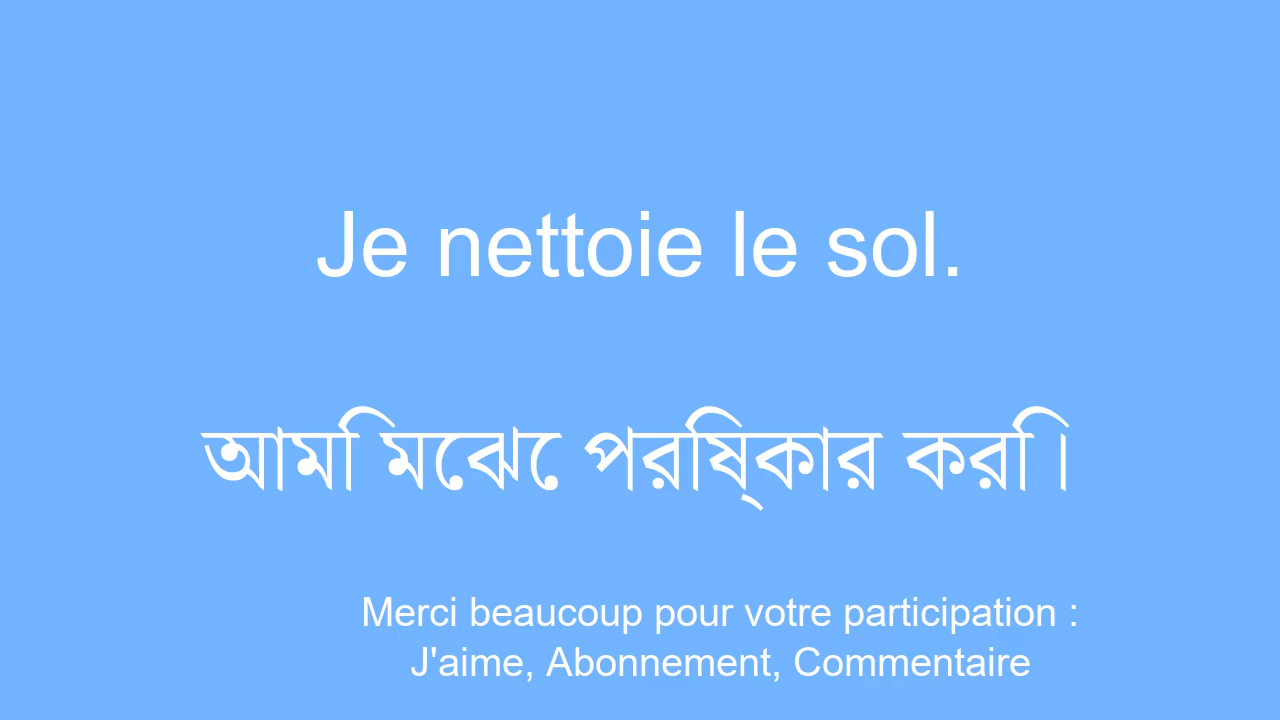 Je nettoie le sol.
আমি মেঝে পরিষ্কার করি।
Merci beaucoup pour votre participation :
J'aime, Abonnement, Commentaire